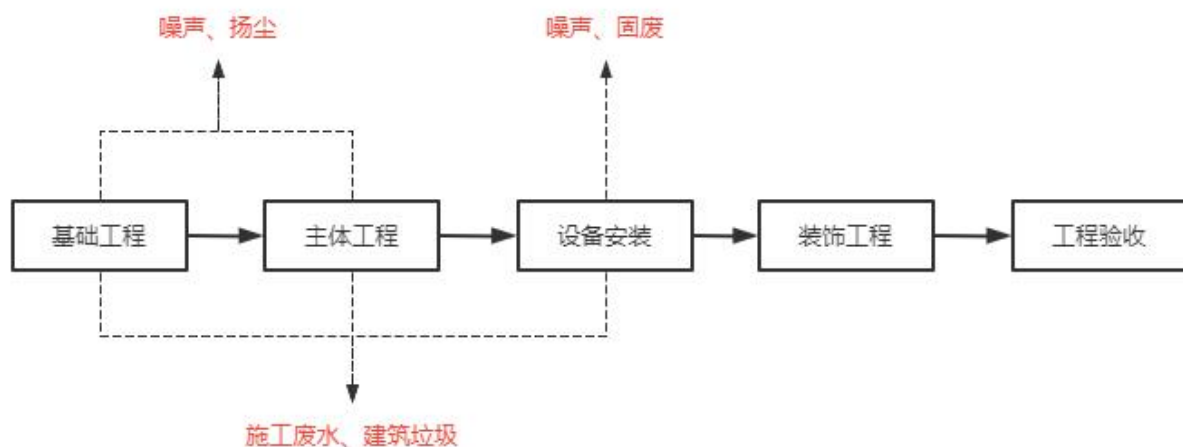 噪声、扬尘
噪声、固废
基础工程
主体工程
设备安装
装饰工程
工程验收
施工废水、建筑垃圾